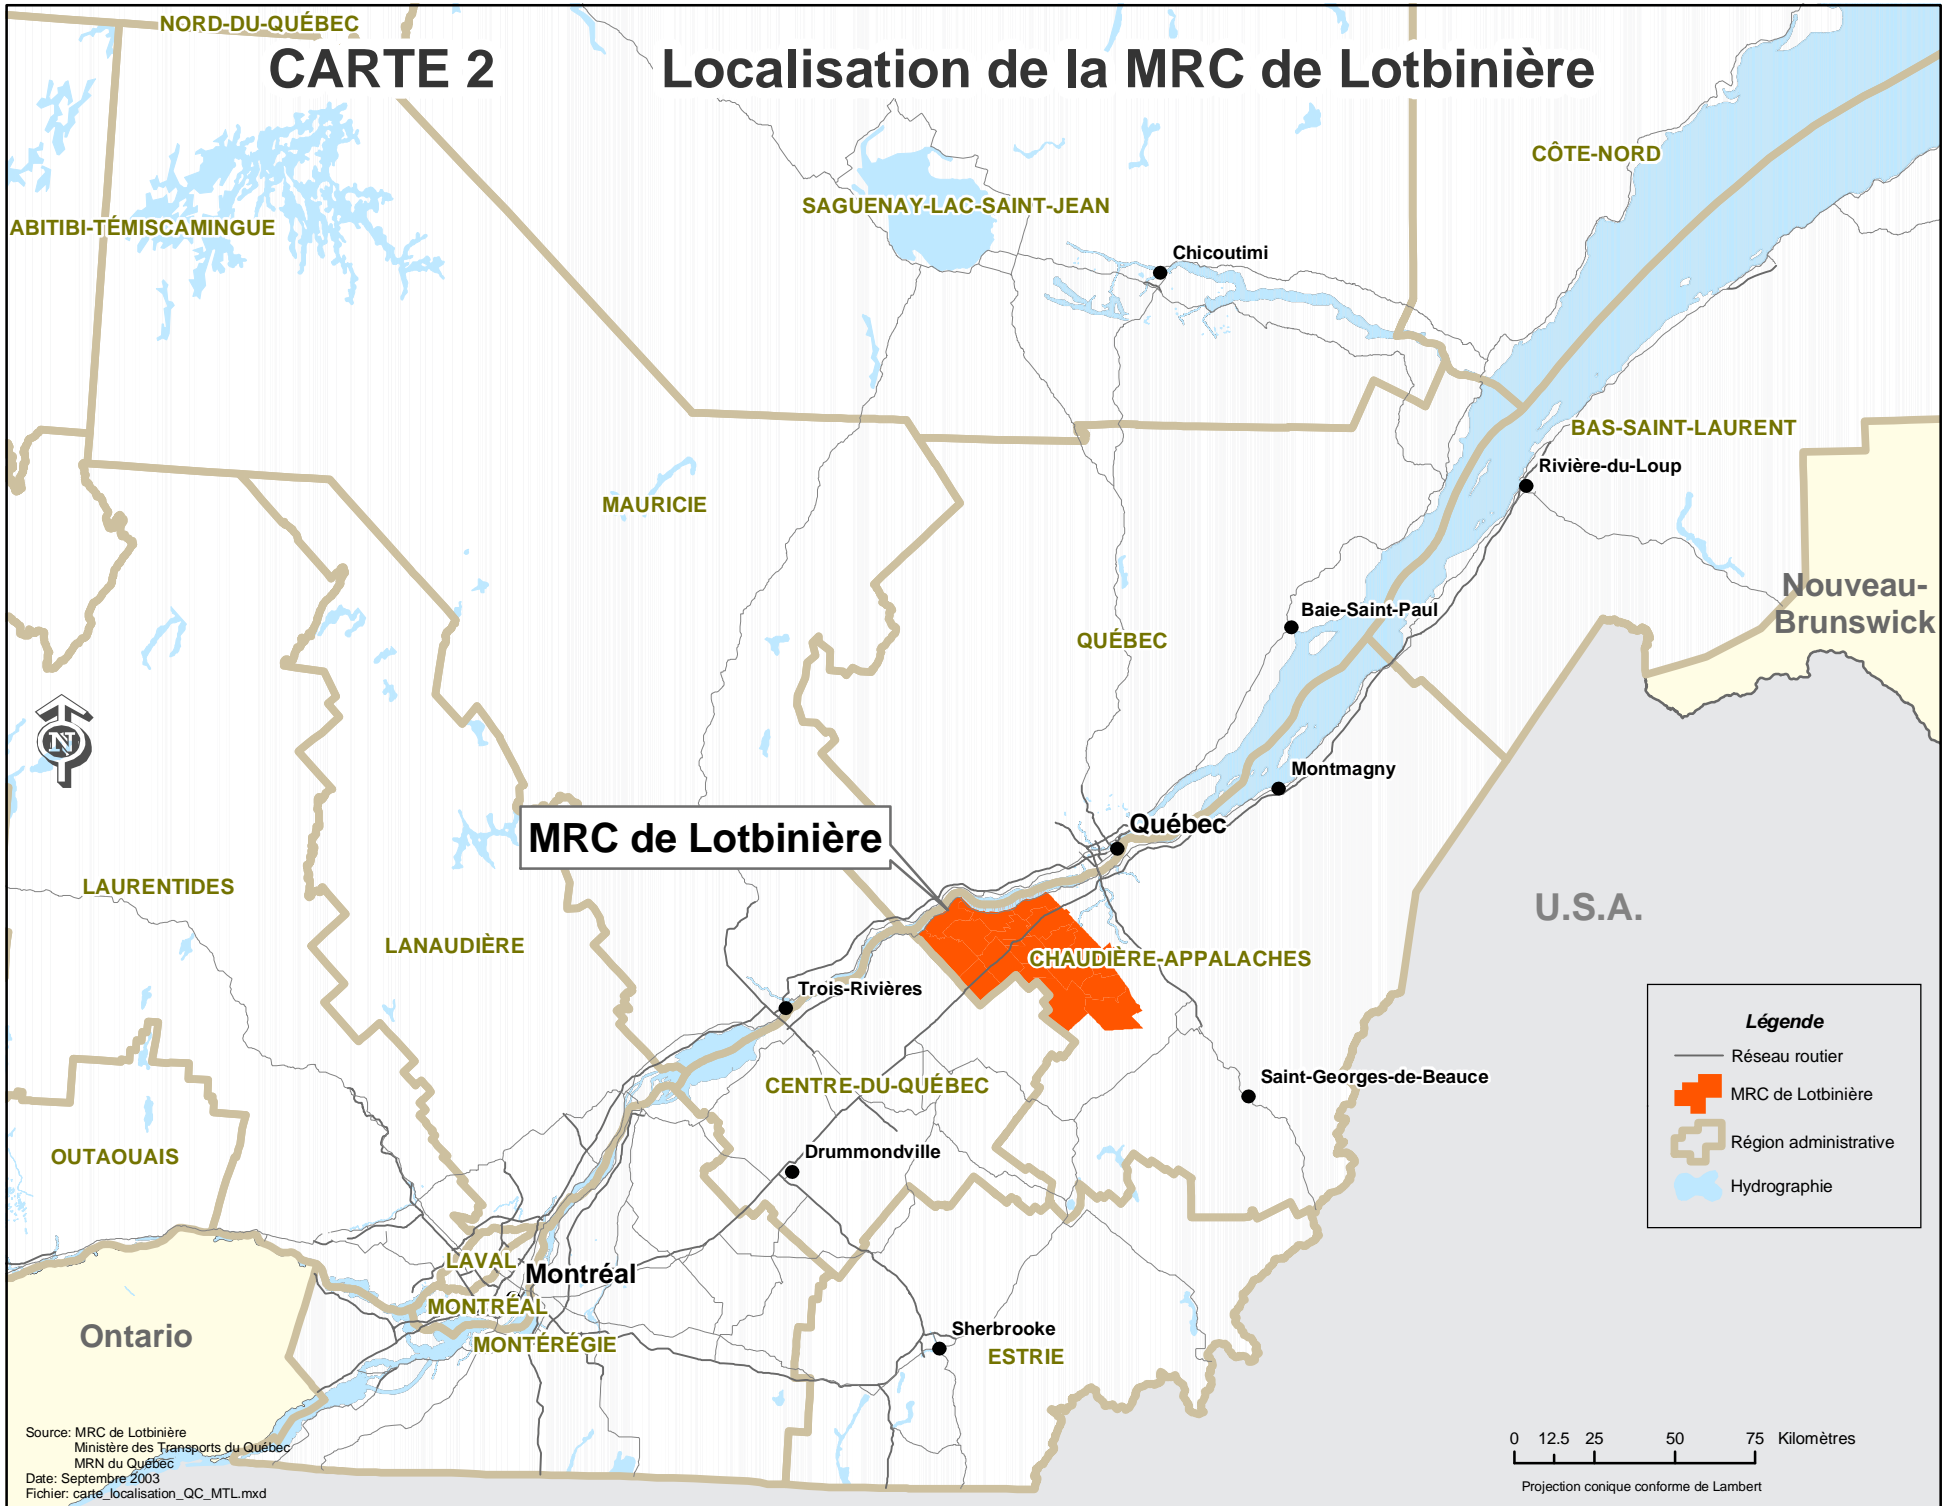 NORD-DU-QUÉBEC
CARTE 2
Localisation de la MRC de Lotbinière
CÔTE-NORD
SAGUENAY-LAC-SAINT-JEAN
ABITIBI-TÉMISCAMINGUE
Chicoutimi
BAS-SAINT-LAURENT
Rivière-du-Loup
MAURICIE
Nouveau-
Brunswick
Baie-Saint-Paul
QUÉBEC
N
Montmagny
Québec
MRC de Lotbinière
LAURENTIDES
U.S.A.
LANAUDIÈRE
CHAUDIÈRE-APPALACHES
Trois-Rivières
CENTRE-DU-QUÉBEC
Saint-Georges-de-Beauce
Drummondville
OUTAOUAIS
LAVAL
Montréal
MONTRÉAL
MONTÉRÉGIE
Ontario
Sherbrooke
ESTRIE
Légende
Réseau routier
MRC de Lotbinière
Région administrative
Hydrographie
Source: MRC de Lotbinière
Ministère des Transports du Québec
MRN du Québec
Date: Septembre 2003
Fichier: carte_localisation_QC_MTL.mxd
0 12.5 25 50 75 Kilomètres
Projection conique conforme de Lambert